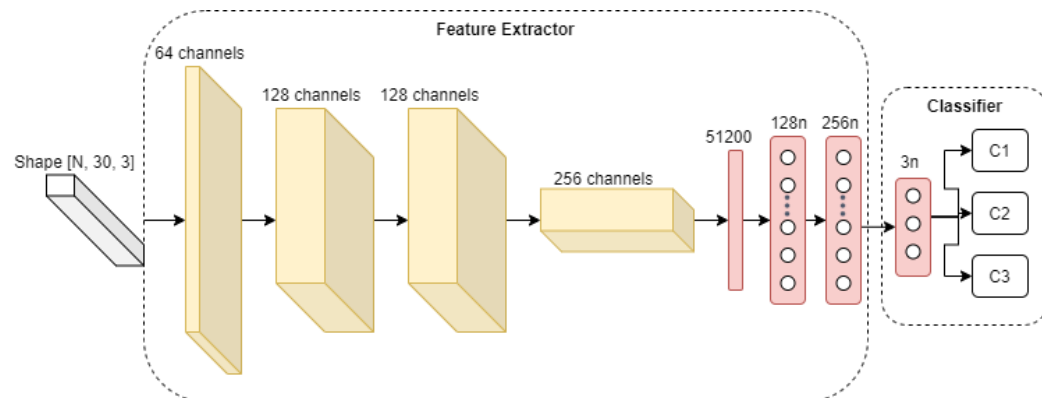 Feature Extractor
64 channels
128 channels
128 channels
Shape [N, 30, 3]
256 channels
51200
128n
256n
Classifier
3n
C1
C2
C3